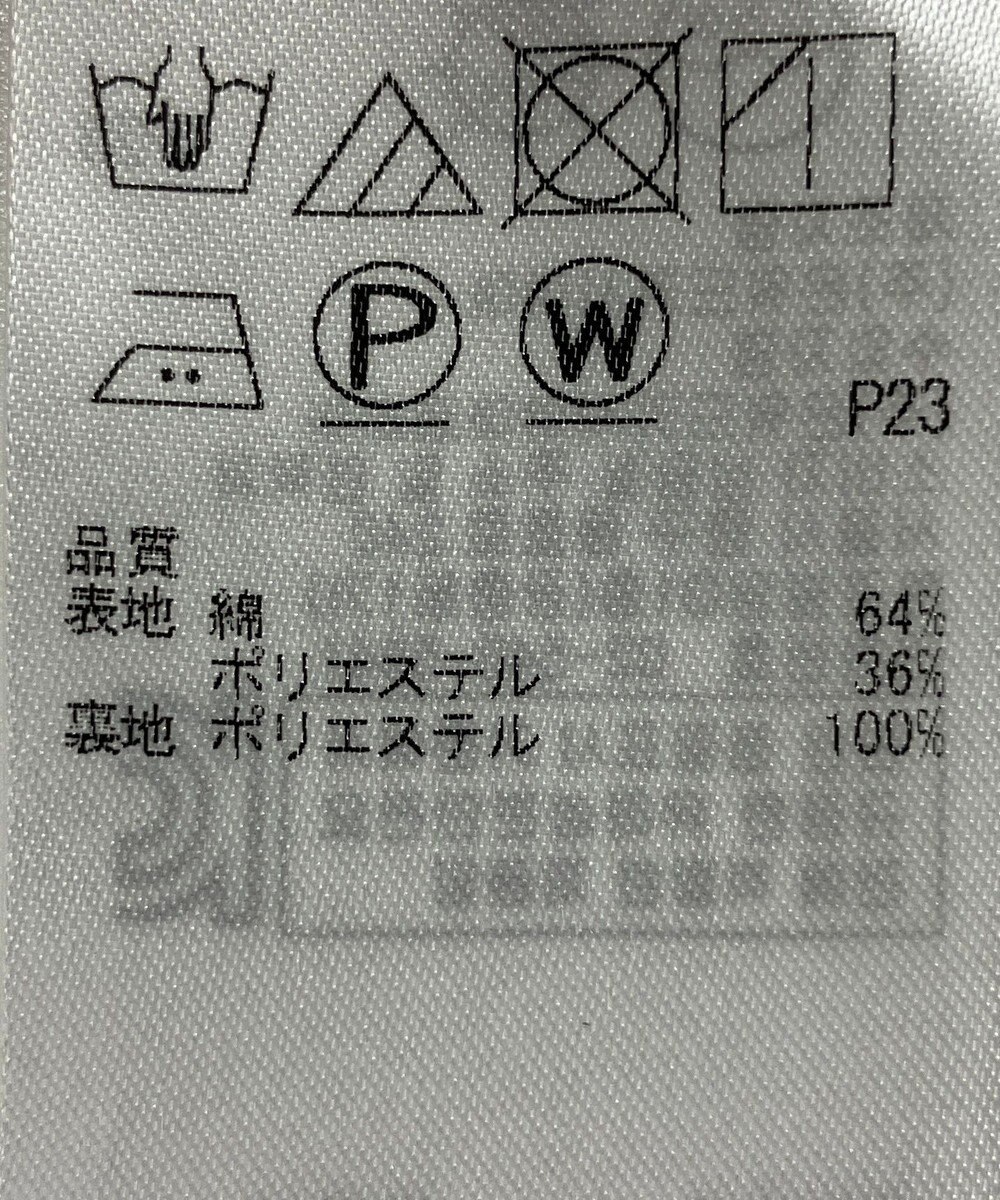 P W
P23
品質
表地 綿 64%
ポリエステル 36%
裏地 ポリエステル 100%